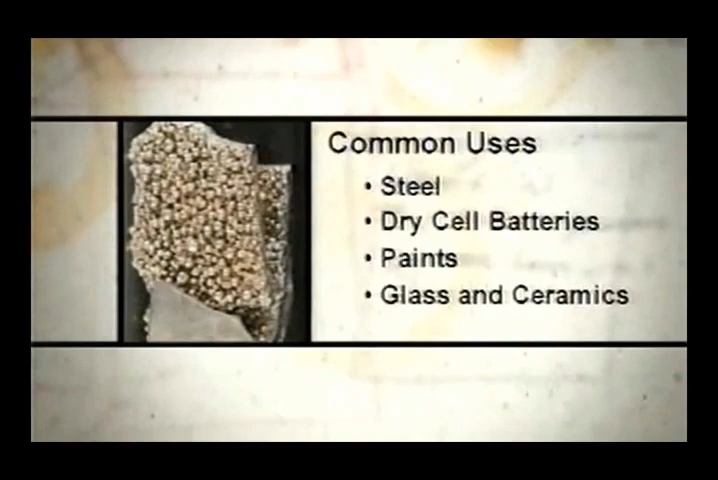 Common Uses
• Steel
• Dry Cell Batteries
• Paints
• Glass and Ceramics